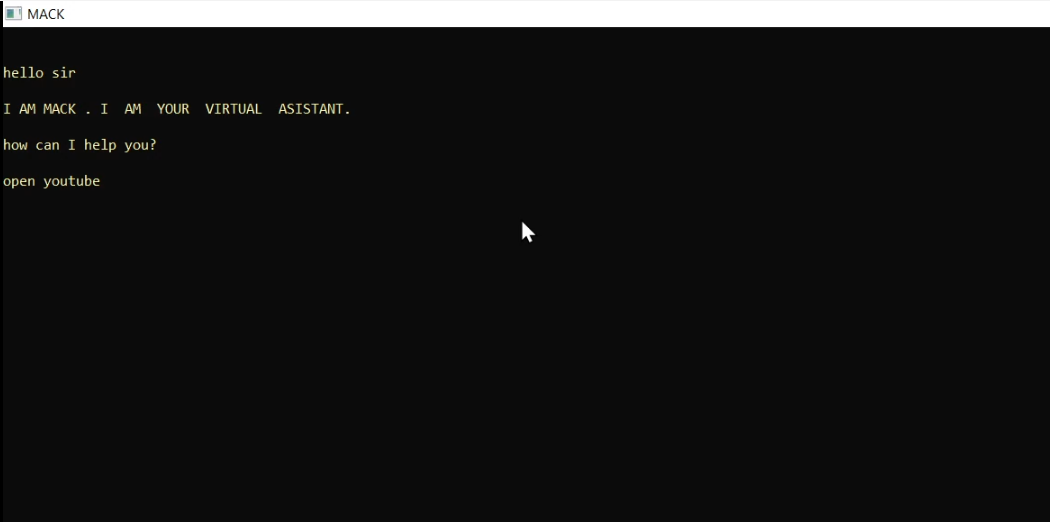 MACK
hello sir
I AM MACK . I  AM  YOUR  VIRTUAL  ASISTANT.
how can I help you?
open youtube